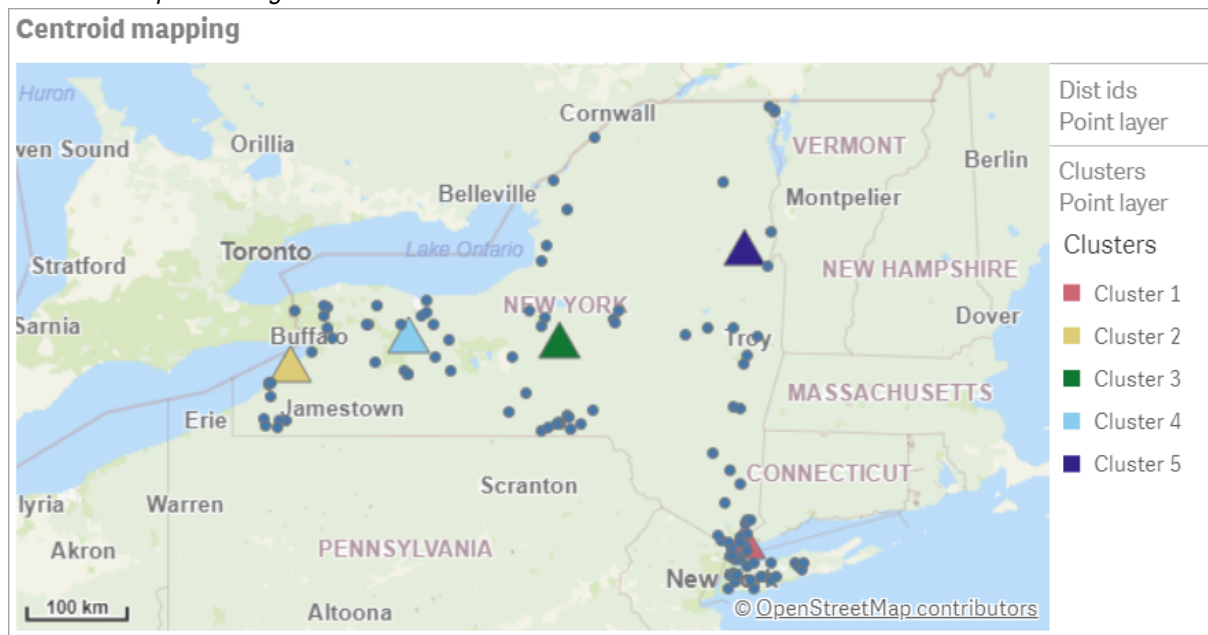 Centroid mapping
Huron
Cornwall
Orillia
ven Sound
VERMONT
Berlin
Belleville
Montpelier
Toronto
Lake Ontario
Stratford
NEW HAMPSHIRE
NEW YORK
Sarnia
Dover
Buffalo
Troy
MASSACHUSETTS
Jamestown
Erie
CONNECTICUT
Scranton
lyria
Warren
Akron
PENNSYLVANIA
New York
100 km
Altoona
© OpenStreetMap contributors
Dist ids
Point layer
Clusters
Point layer
Clusters
Cluster 1
Cluster 2
Cluster 3
Cluster 4
Cluster 5